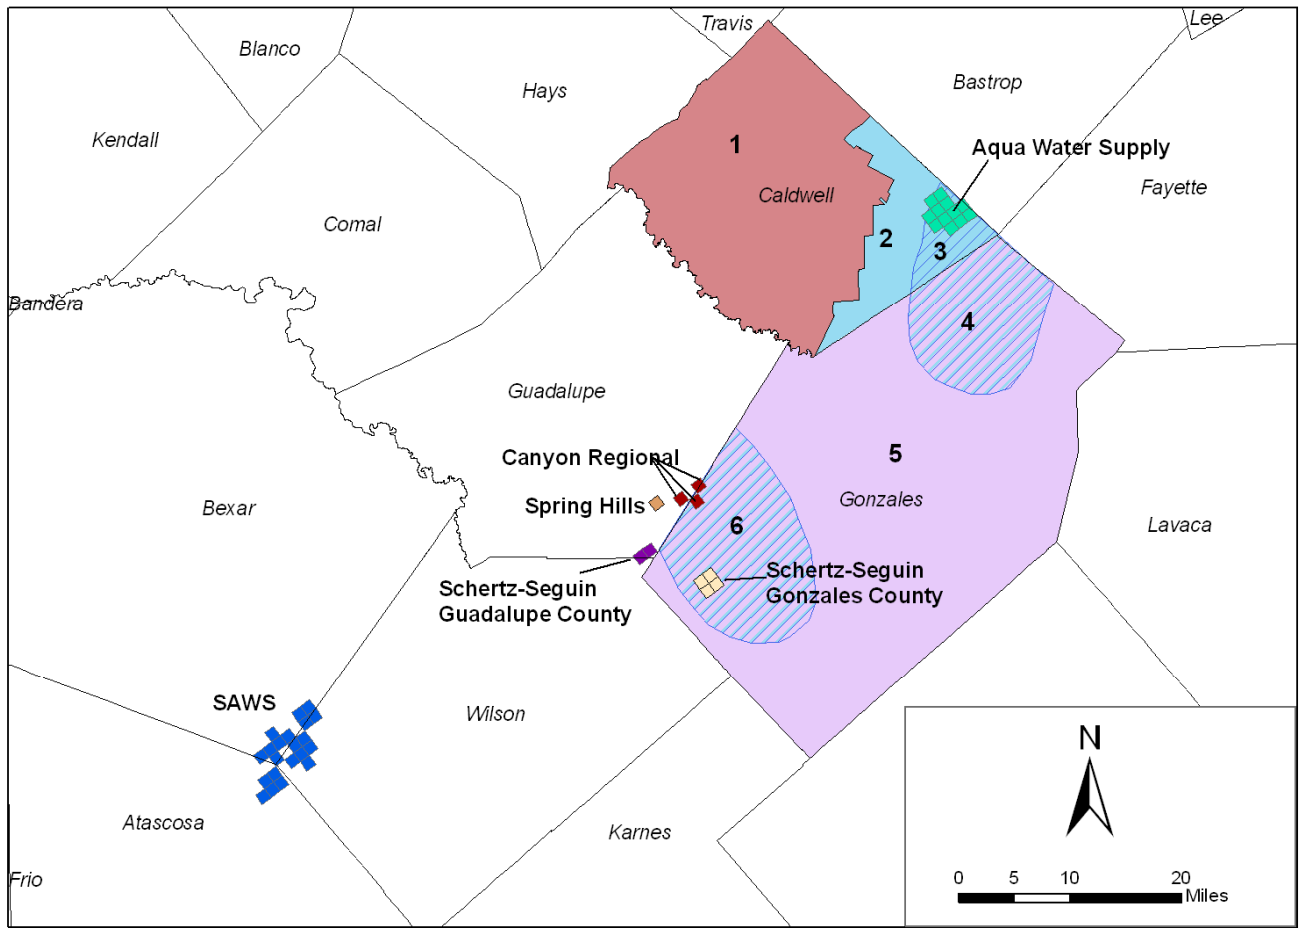 Travis
Lee
Blanco
Hays
Bastrop
Kendall
1
Aqua Water Supply
Caldwell
Fayette
Comal
2
3
Bandera
4
Guadalupe
5
Canyon Regional
Gonzales
Spring Hills
Bexar
6
Lavaca
Schertz-Seguin
Gonzales County
Schertz-Seguin
Guadalupe County
SAWS
Wilson
N
Atascosa
Karnes
Frio
0 5 10 20
Miles